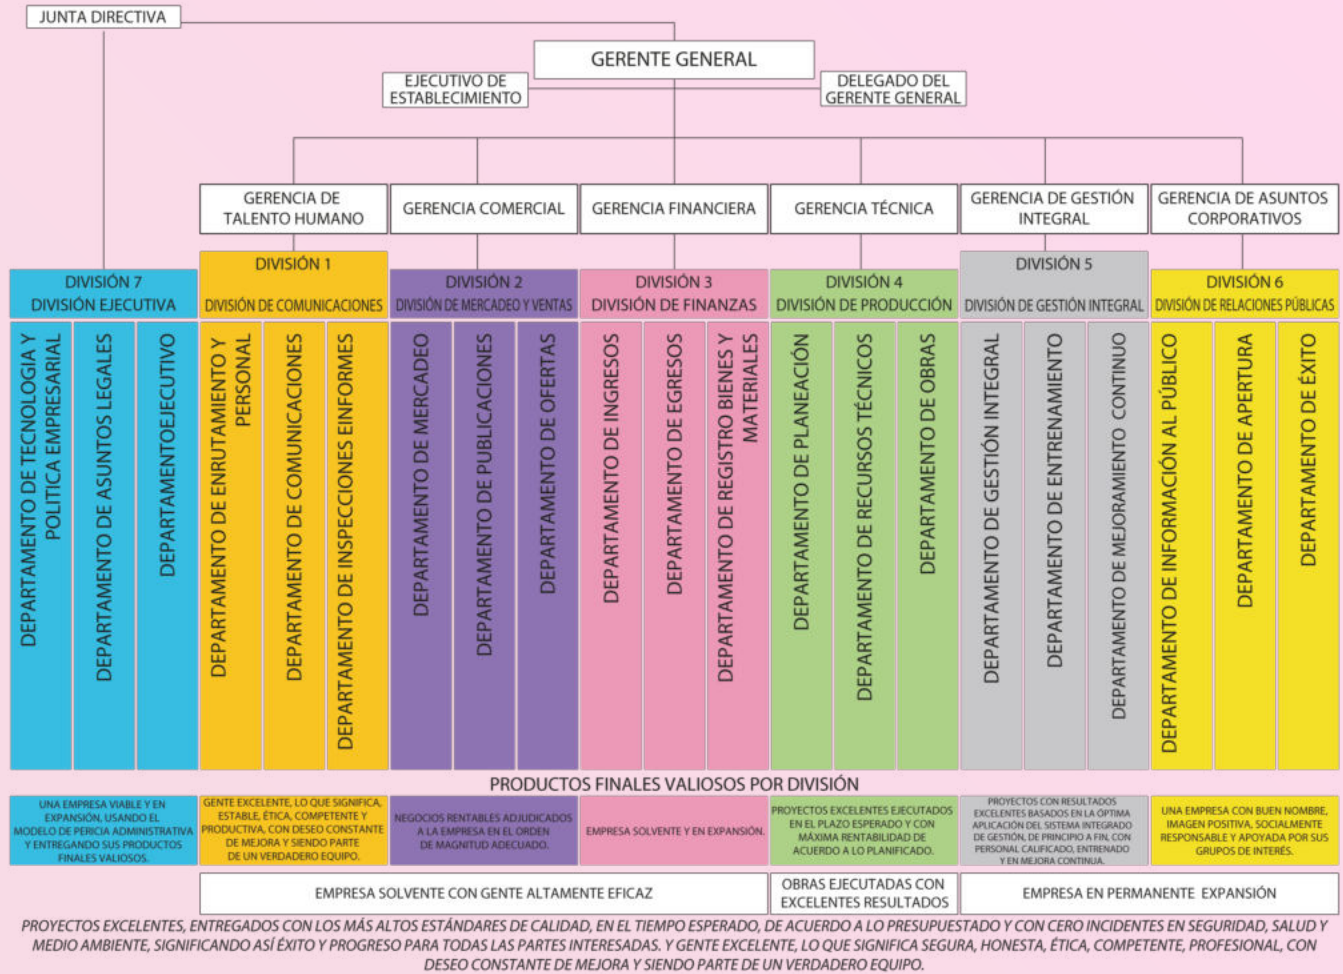 JUNTA DIRECTIVA
GERENTE GENERAL
EJECUTIVO DE
ESTABLECIMIENTO
DELEGADO DEL
GERENTE GENERAL
GERENCIA DE
TALENTO HUMANO
GERENCIA COMERCIAL
GERENCIA FINANCIERA
GERENCIA TÉCNICA
GERENCIA DE GESTIÓN
INTEGRAL
GERENCIA DE ASUNTOS
CORPORATIVOS
DIVISIÓN 7
DIVISIÓN EJECUTIVA
DIVISIÓN 1
DIVISIÓN DE COMUNICACIONES
DIVISIÓN 2
DIVISIÓN DE MERCADEO Y VENTAS
DIVISIÓN 3
DIVISIÓN DE FINANZAS
DIVISIÓN 4
DIVISIÓN DE PRODUCCIÓN
DIVISIÓN 5
DIVISIÓN DE GESTIÓN INTEGRAL
DIVISIÓN 6
DIVISIÓN DE RELACIONES PÚBLICAS
DEPARTAMENTO DE TECNOLOGIA Y
POLITICA EMPRESARIAL
DEPARTAMENTO DE ASUNTOS LEGALES
DEPARTAMENTOEJECUTIVO
DEPARTAMENTO DE ENRUTAMIENTO Y
PERSONAL
DEPARTAMENTO DE COMUNICACIONES
DEPARTAMENTO DE INSPECCIONES EINFORMES
DEPARTAMENTO DE MERCADEO
DEPARTAMENTO DE PUBLICACIONES
DEPARTAMENTO DE OFERTAS
DEPARTAMENTO DE INGRESOS
DEPARTAMENTO DE EGRESOS
DEPARTAMENTO DE REGISTRO BIENES Y
MATERIALES
DEPARTAMENTO DE PLANEACIÓN
DEPARTAMENTO DE RECURSOS TÉCNICOS
DEPARTAMENTO DE OBRAS
DEPARTAMENTO DE GESTIÓN INTEGRAL
DEPARTAMENTO DE ENTRENAMIENTO
DEPARTAMENTO DE MEJORAMIENTO CONTINUO
DEPARTAMENTO DE INFORMACIÓN AL PÚBLICO
DEPARTAMENTO DE APERTURA
DEPARTAMENTO DE ÉXITO
PRODUCTOS FINALES VALIOSOS POR DIVISIÓN
UNA EMPRESA VIABLE Y EN
EXPANSIÓN, USANDO EL
MODELO DE PERICIA ADMINISTRATIVA
Y ENTREGANDO SUS PRODUCTOS
FINALES VALIOSOS.
GENTE EXCELENTE, LO QUE SIGNIFICA,
ESTABLE, ÉTICA, COMPETENTE Y
PRODUCTIVA. CON DESEO CONSTANTE
DE MEJORA Y SIENDO PARTE
DE UN VERDADERO EQUIPO.
NEGOCIOS RENTABLES ADJUDICADOS
A LA EMPRESA EN EL ORDEN
DE MAGNITUD ADECUADO.
EMPRESA SOLVENTE Y EN EXPANSIÓN.
PROYECTOS EXCELENTES EJECUTADOS
EN EL PLAZO ESPERADO Y CON
MÁXIMA RENTABILIDAD DE
ACUERDO A LO PLANIFICADO.
PROYECTOS CON RESULTADOS
EXCELENTES BASADOS EN LA ÓPTIMA
APLICACIÓN DEL SISTEMA INTEGRADO
DE GESTIÓN, DE PRINCIPIO A FIN, CON
PERSONAL CALIFICADO, ENTRENADO
Y EN MEJORA CONTINUA.
UNA EMPRESA CON BUEN NOMBRE,
IMAGEN POSITIVA, SOCIALMENTE
RESPONSABLE Y APOYADA POR SUS
GRUPOS DE INTERÉS.
EMPRESA SOLVENTE CON GENTE ALTAMENTE EFICAZ
OBRAS EJECUTADAS CON
EXCELENTES RESULTADOS
EMPRESA EN PERMANENTE EXPANSIÓN
PROYECTOS EXCELENTES, ENTREGADOS CON LOS MÁS ALTOS ESTÁNDARES DE CALIDAD, EN EL TIEMPO ESPERADO, DE ACUERDO A LO PRESUPUESTADO Y CON CERO INCIDENTES EN SEGURIDAD, SALUD Y
MEDIO AMBIENTE, SIGNIFICANDO ASÍ ÉXITO Y PROGRESO PARA TODAS LAS PARTES INTERESADAS. Y GENTE EXCELENTE, LO QUE SIGNIFICA SEGURA, HONESTA, ÉTICA, COMPETENTE, PROFESIONAL, CON
DESEO CONSTANTE DE MEJORA Y SIENDO PARTE DE UN VERDADERO EQUIPO.